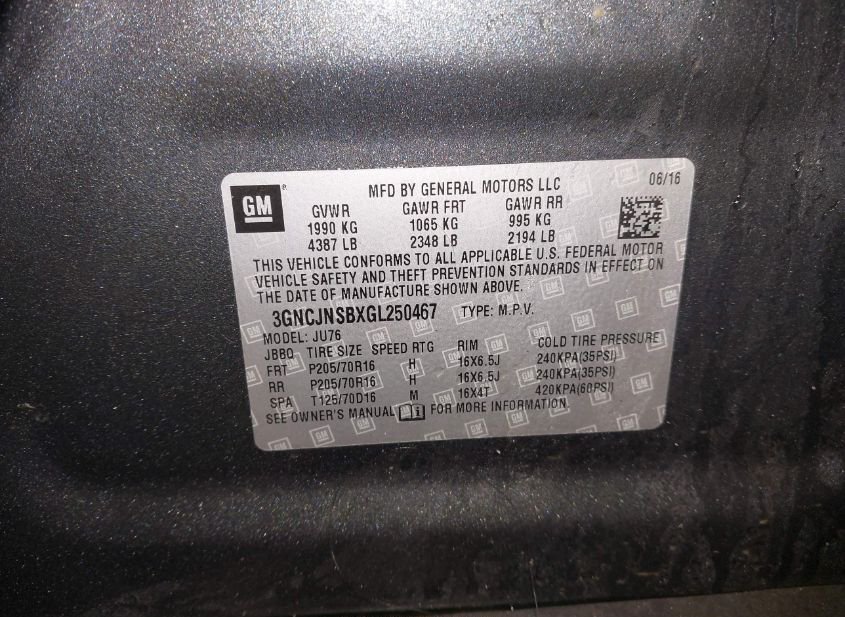 GM
MFD BY GENERAL MOTORS LLC 06/16
GVWR GAWR FRT GAWR RR
1990 KG 1065 KG 995 KG
4387 LB 2348 LB 2194 LB
THIS VEHICLE CONFORMS TO ALL APPLICABLE U.S. FEDERAL MOTOR
VEHICLE SAFETY AND THEFT PREVENTION STANDARDS IN EFFECT ON
THE DATE OF MANUFACTURE SHOWN ABOVE.
3GNCJNSBXGL250467 TYPE: M.P.V.
MODEL: JU76
JBBQ TIRE SIZE SPEED RTG RIM COLD TIRE PRESSURE
FRT P205/70R16 H 16X6.5J 240KPA(35PSI)
RR P205/70R16 H 16X6.5J 240KPA(35PSI)
SPA T125/70D16 M 16X4T 420KPA(60PSI)
SEE OWNER'S MANUAL i FOR MORE INFORMATION.